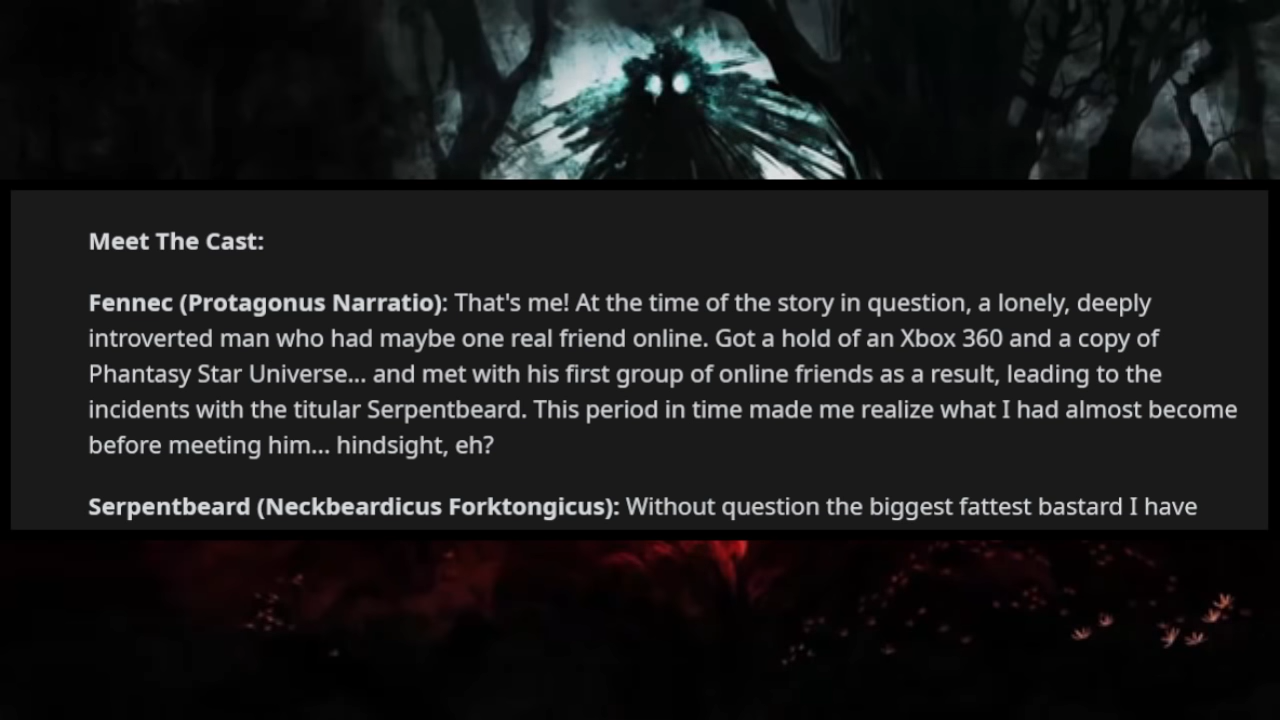 Meet The Cast:
Fennec (Protagonus Narratio): That's me! At the time of the story in question, a lonely, deeply
introverted man who had maybe one real friend online. Got a hold of an Xbox 360 and a copy of
Phantasy Star Universe... and met with his first group of online friends as a result, leading to the
incidents with the titular Serpentbeard. This period in time made me realize what I had almost become
before meeting him... hindsight, eh?
Serpentbeard (Neckbeardicus Forktongicus): Without question the biggest fattest bastard I have